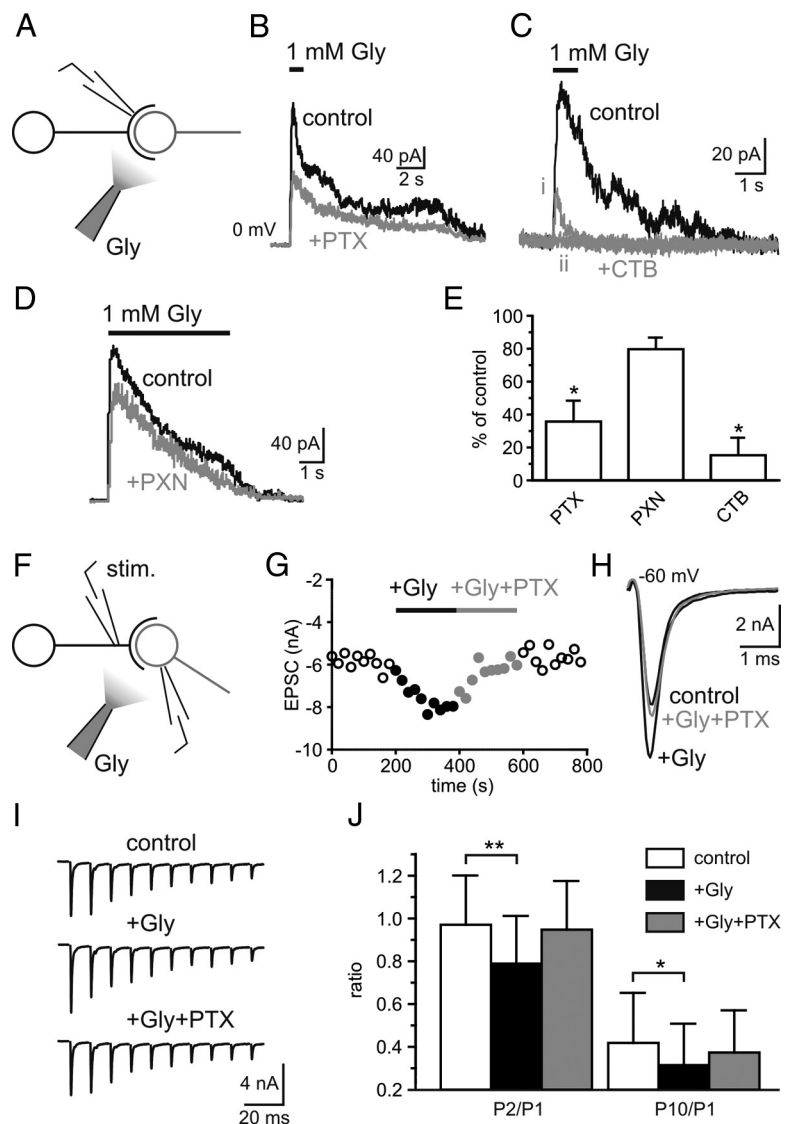 A
Gly
B
1 mM Gly
control
40 pA
2 s
0 mV
+PTX
C
1 mM Gly
control
20 pA
1 s
i
ii
+CTB
D
1 mM Gly
control
40 pA
1 s
+PXN
E
% of control
100
80
60
40
20
0
*
*
PTX
PXN
CTB
F
stim.
Gly
G
+Gly
+Gly+PTX
EPSC (nA)
-2
-4
-6
-8
-10
0
200
400
600
800
time (s)
H
-60 mV
2 nA
1 ms
control
+Gly+PTX
+Gly
I
control
+Gly
+Gly+PTX
4 nA
20 ms
J
control
+Gly
+Gly+PTX
ratio
1.2
1.0
0.8
0.6
0.4
0.2
**
*
P2/P1
P10/P1